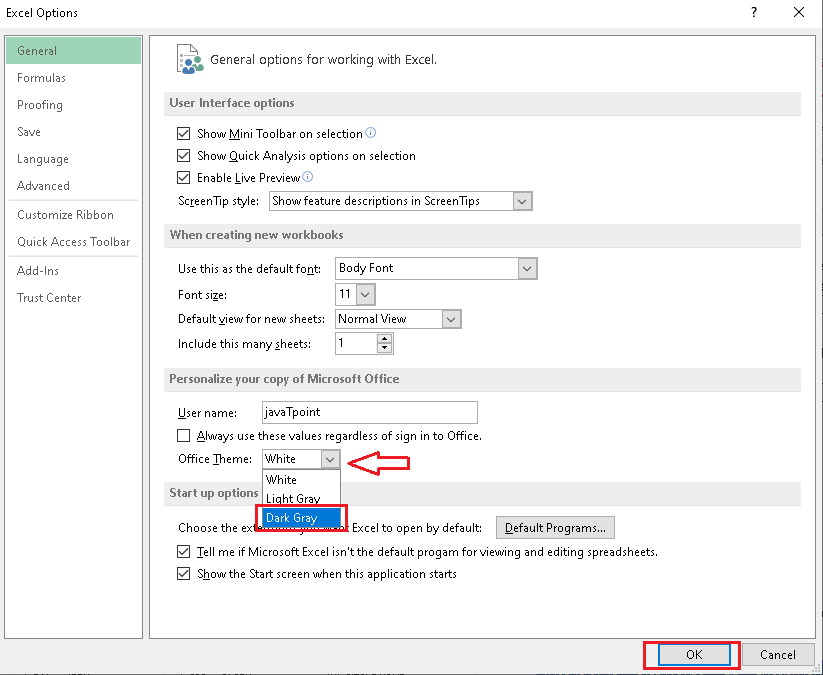 Excel Options ?
General
Formulas
Proofing
Save
Language
Advanced
Customize Ribbon
Quick Access Toolbar
Add-Ins
Trust Center
General options for working with Excel.
User Interface options
Show Mini Toolbar on selection
Show Quick Analysis options on selection
Enable Live Preview
ScreenTip style: Show feature descriptions in ScreenTips
When creating new workbooks
Use this as the default font: Body Font
Font size: 11
Default view for new sheets: Normal View
Include this many sheets: 1
Personalize your copy of Microsoft Office
User name: javaTpoint
Always use these values regardless of sign in to Office.
Office Theme: White
White
Light Gray
Dark Gray
Start up options
Choose the Excel to open by default: Default Programs...
Tell me if Microsoft Excel isn't the default progam for viewing and editing spreadsheets.
Show the Start screen when this application starts
OK Cancel